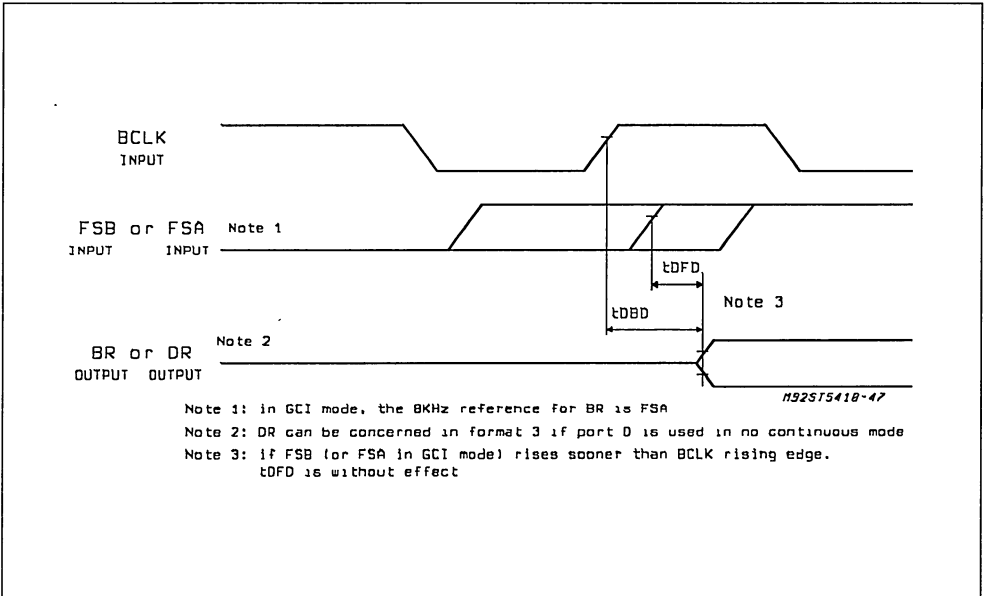 BCLK
INPUT
FSB or FSA Note 1
INPUT INPUT
tDFD
Note 3
tDBD
Note 2
BR or DR
OUTPUT OUTPUT
M92ST5410-47
Note 1: in GCI mode, the 8KHz reference for BR is FSA
Note 2: DR can be concerned in format 3 if port D is used in no continuous mode
Note 3: if FSB (or FSA in GCI mode) rises sooner than BCLK rising edge.
tDFD is without effect